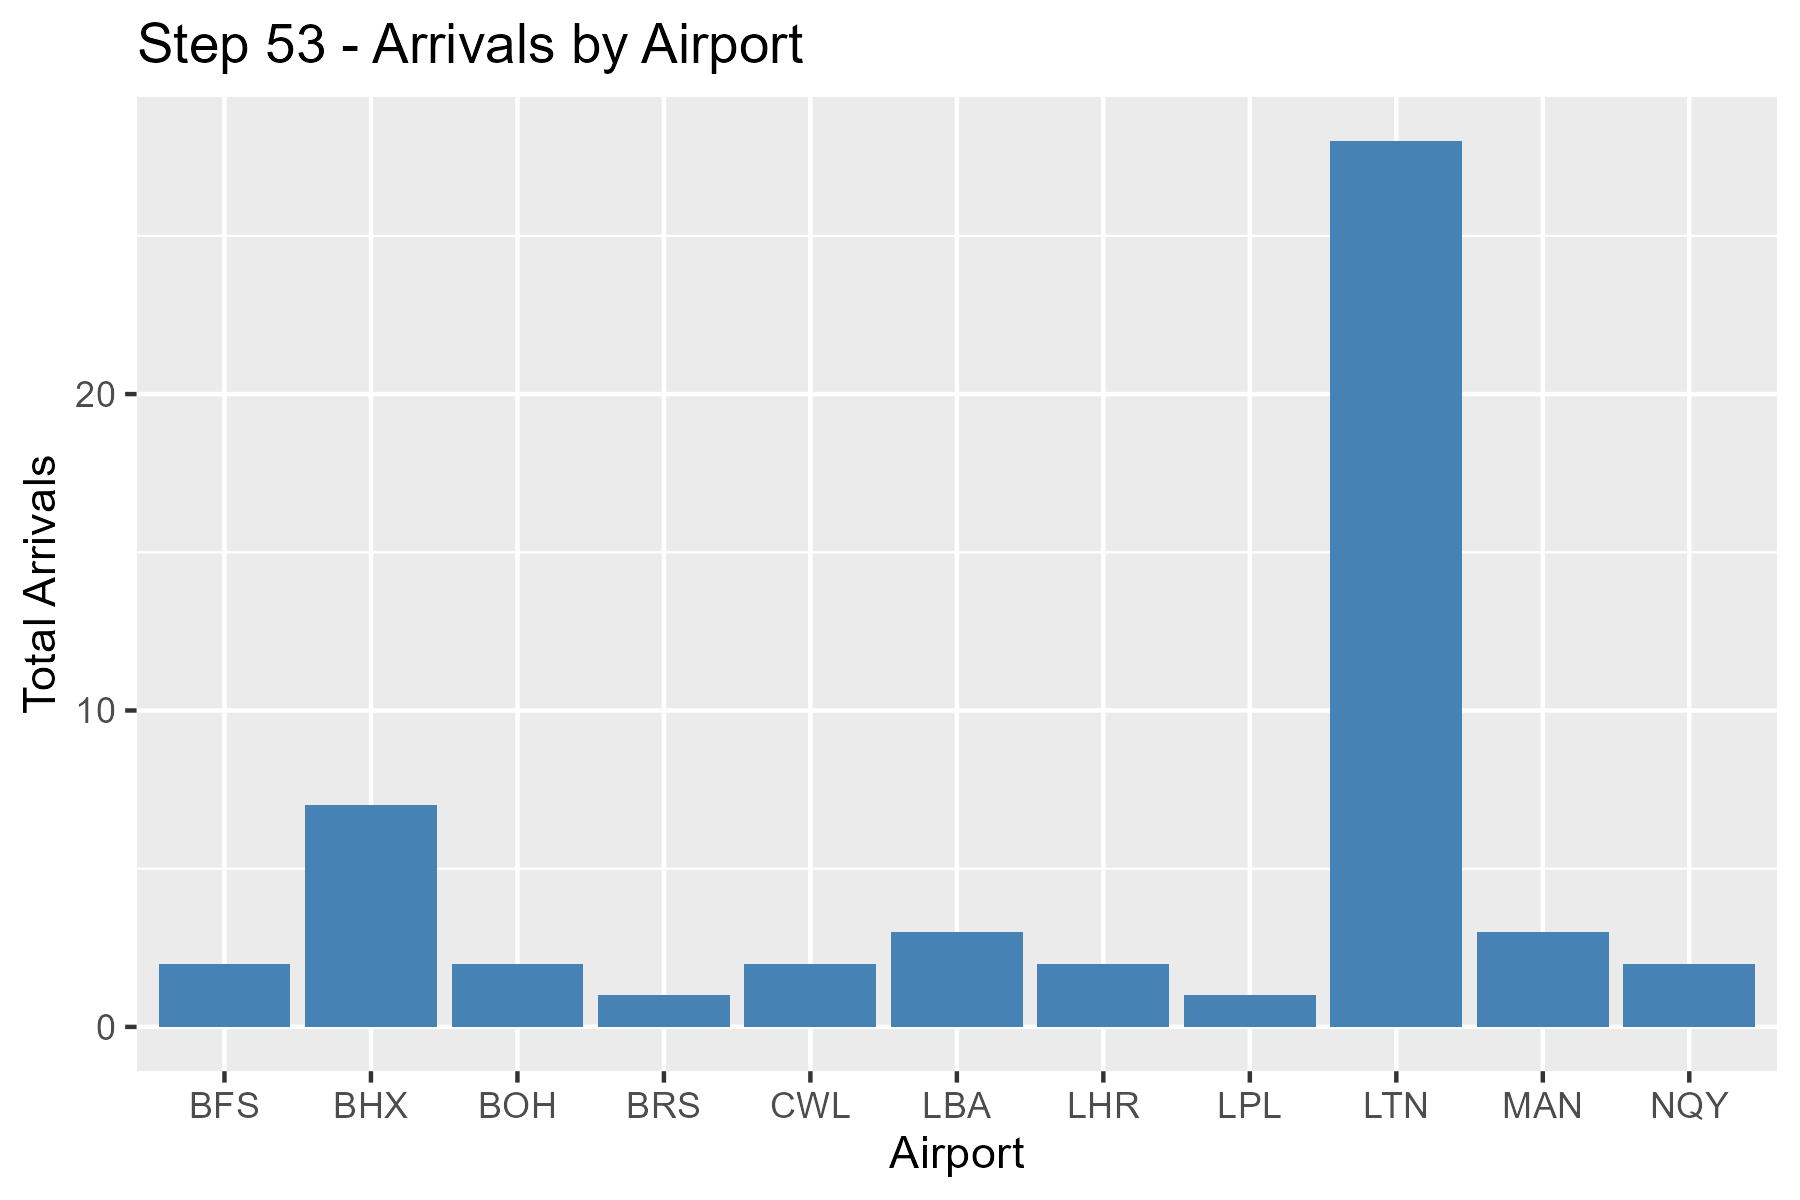 Step 53 - Arrivals by Airport
Total Arrivals
20
10
0
BFS BHX BOH BRS CWL LBA LHR LPL LTN MAN NQY
Airport